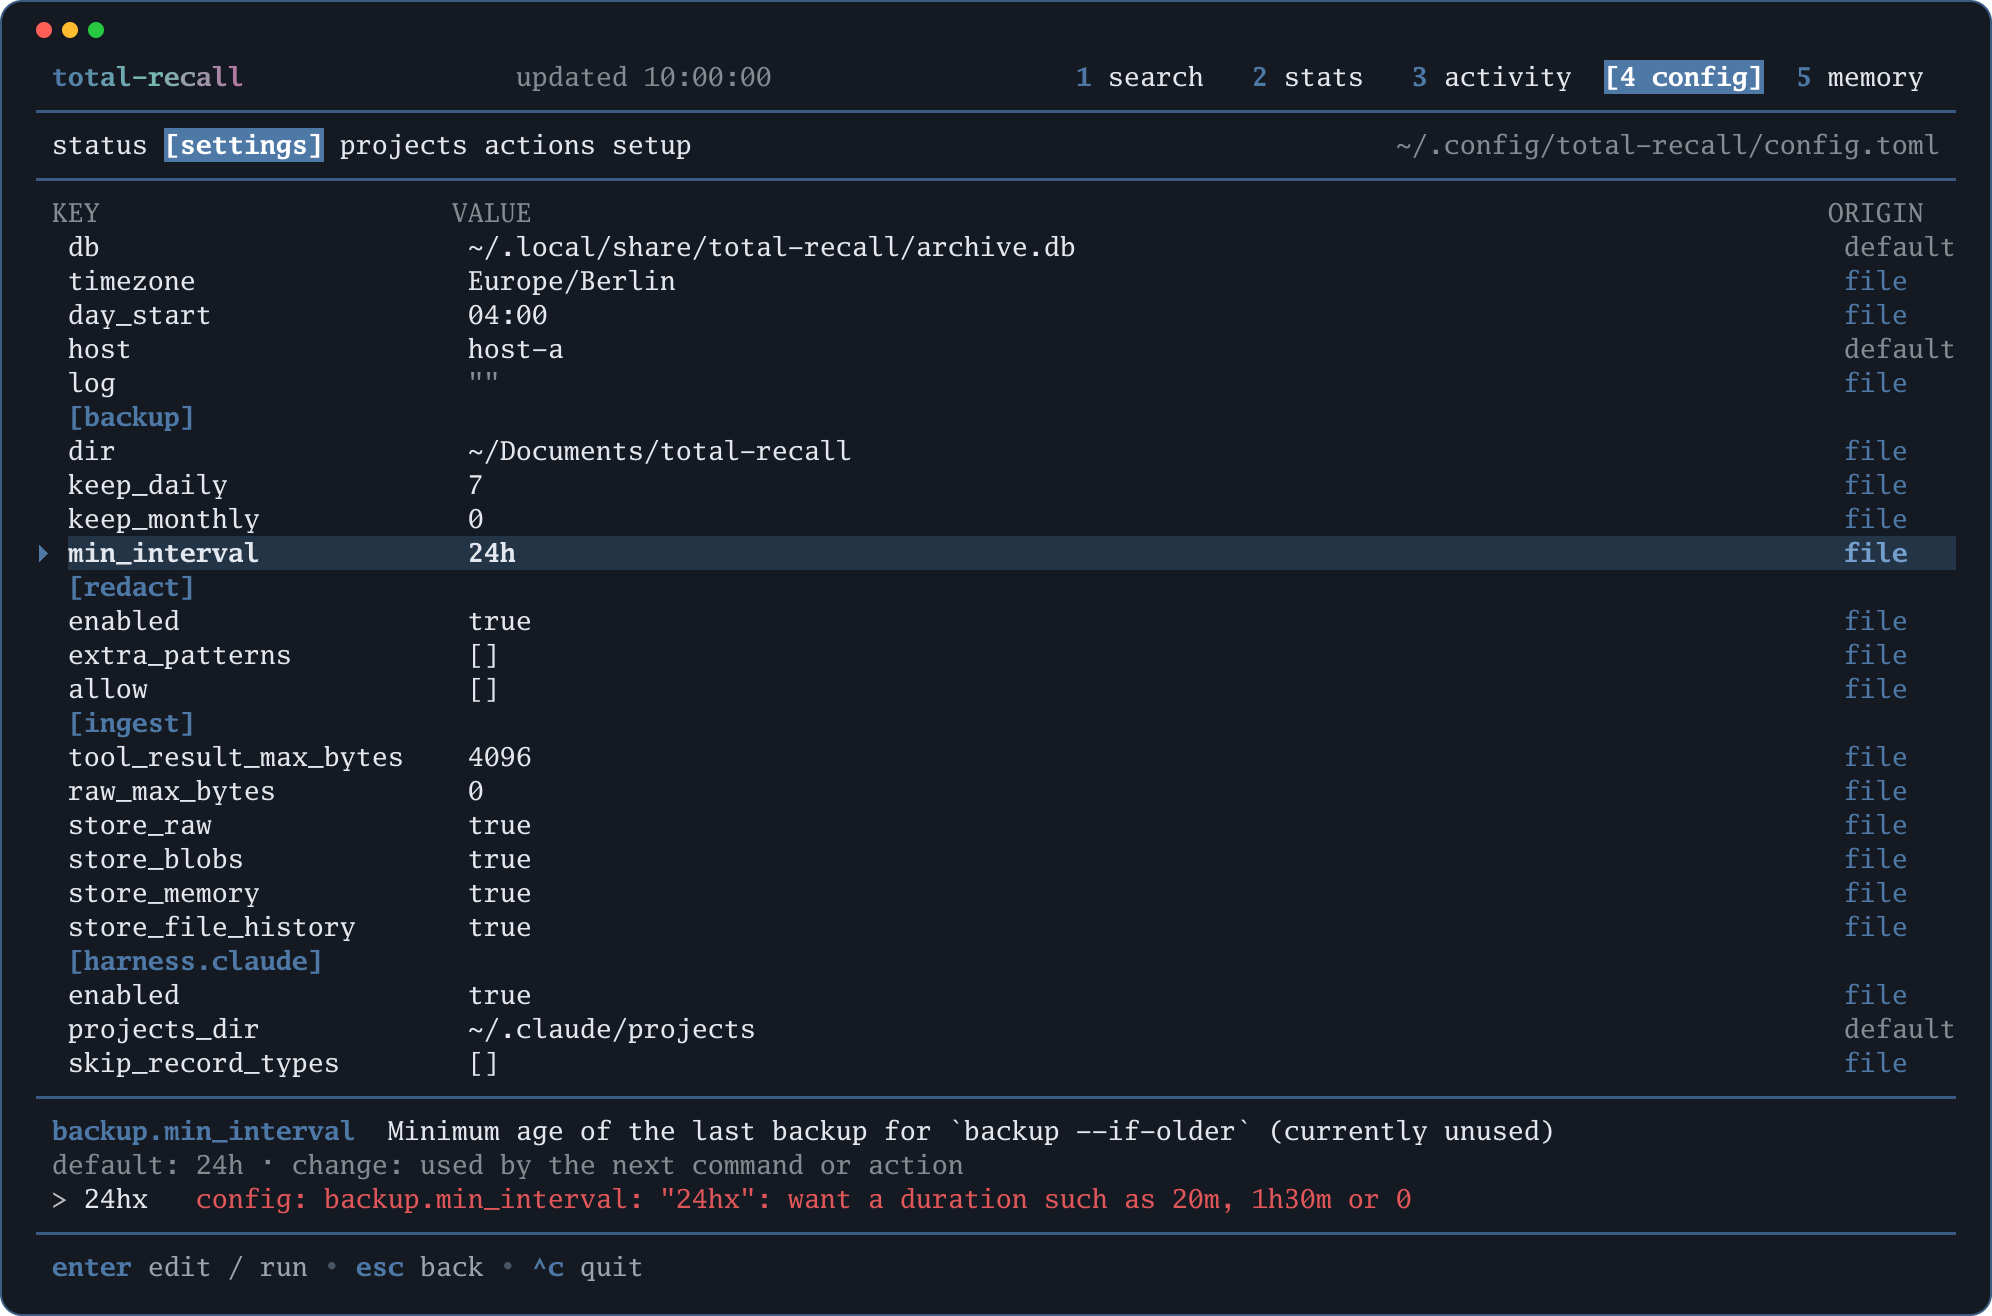 total-recall updated 10:00:00 1 search 2 stats 3 activity [4 config] 5 memory
status [settings] projects actions setup ~/.config/total-recall/config.toml
KEY VALUE ORIGIN
db ~/.local/share/total-recall/archive.db default
timezone Europe/Berlin file
day_start 04:00 file
host host-a default
log "" file
[backup]
dir ~/Documents/total-recall file
keep_daily 7 file
keep_monthly 0 file
min_interval 24h file
[redact]
enabled true file
extra_patterns [] file
allow [] file
[ingest]
tool_result_max_bytes 4096 file
raw_max_bytes 0 file
store_raw true file
store_blobs true file
store_memory true file
store_file_history true file
[harness.claude]
enabled true file
projects_dir ~/.claude/projects default
skip_record_types [] file
backup.min_interval Minimum age of the last backup for `backup --if-older` (currently unused)
default: 24h · change: used by the next command or action
> 24hx config: backup.min_interval: "24hx": want a duration such as 20m, 1h30m or 0
enter edit / run • esc back • ^c quit